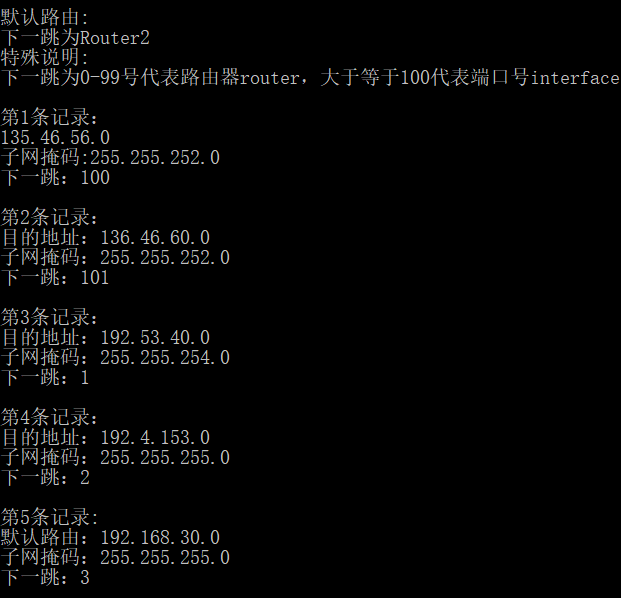 默认路由:
下一跳为Router2
特殊说明:
下一跳为0-99号代表路由器router，大于等于100代表端口号interface
第1条记录：
135.46.56.0
子网掩码:255.255.252.0
下一跳：100
第2条记录：
目的地址：136.46.60.0
子网掩码：255.255.252.0
下一跳：101
第3条记录：
目的地址：192.53.40.0
子网掩码：255.255.254.0
下一跳：1
第4条记录：
目的地址：192.4.153.0
子网掩码：255.255.255.0
下一跳：2
第5条记录:
默认路由：192.168.30.0
子网掩码：255.255.255.0
下一跳：3